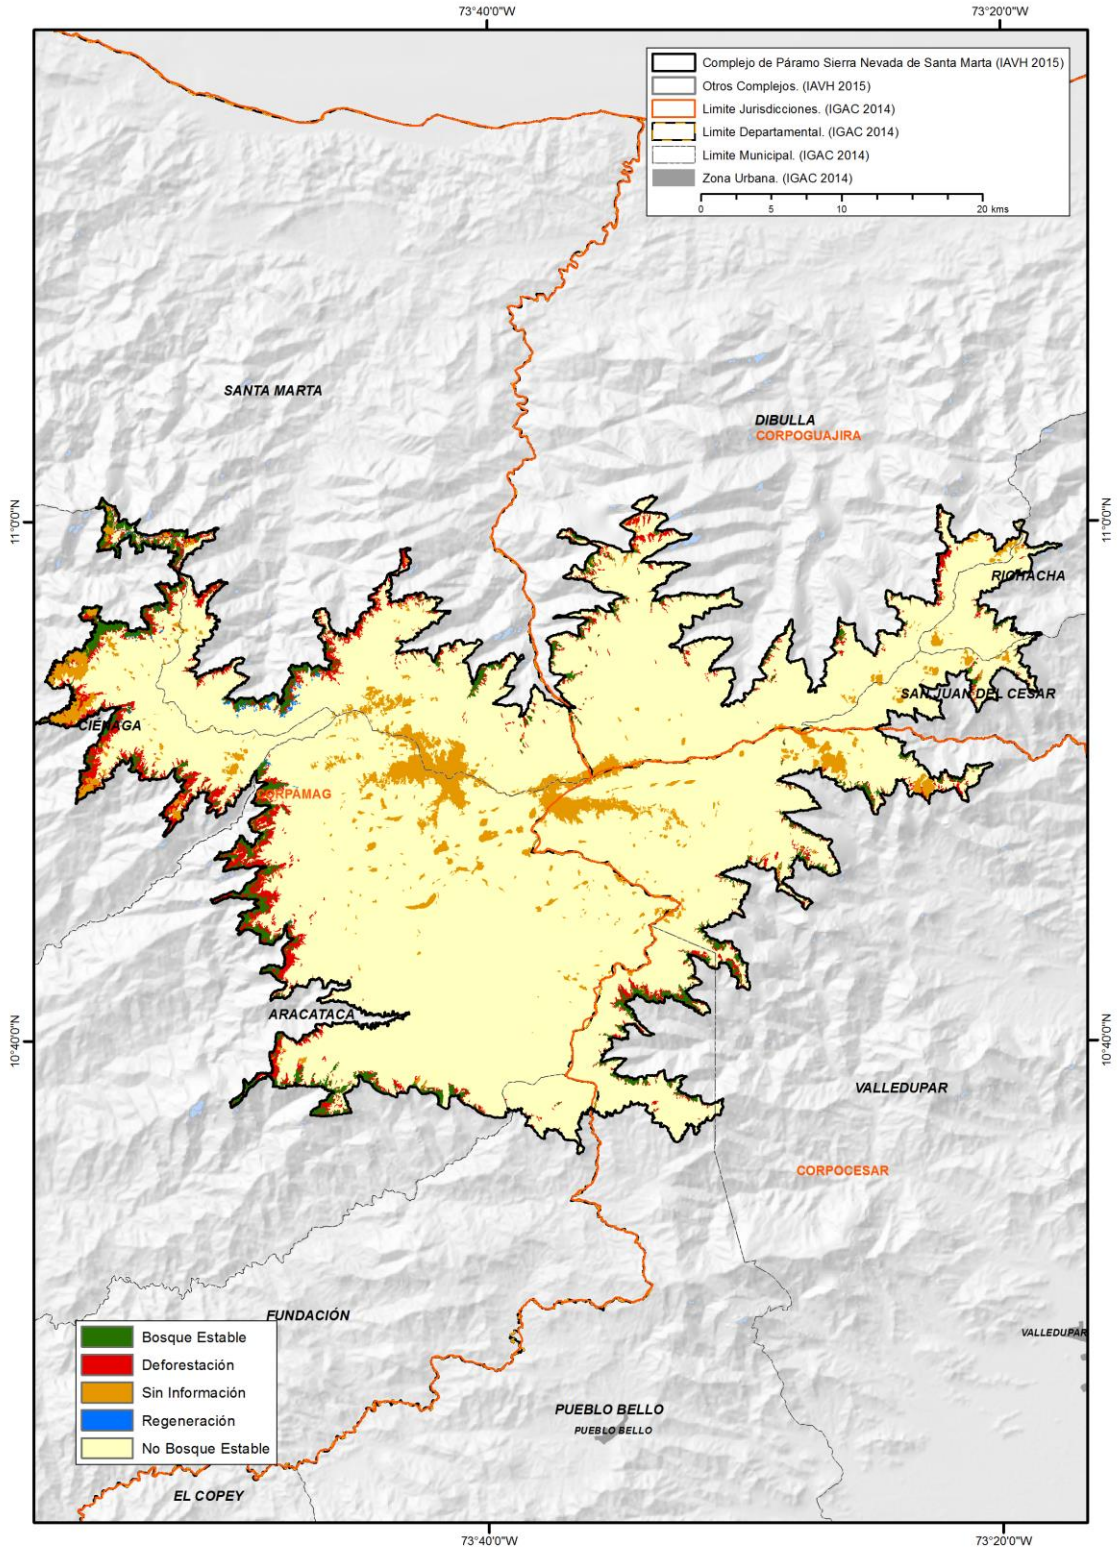 73°40'0"W
73°20'0"W
Complejo de Páramo Sierra Nevada de Santa Marta (IAVH 2015)
Otros Complejos. (IAVH 2015)
Limite Jurisdicciones. (IGAC 2014)
Limite Departamental. (IGAC 2014)
Limite Municipal. (IGAC 2014)
Zona Urbana. (IGAC 2014)
0 5 10 20 kms
SANTA MARTA
DIBULLA
CORPOGUAJIRA
11°0'0"N
11°0'0"N
RIOHACHA
SAN JUAN DEL CESAR
CIÉNAGA
CORPAMAG
ARACATACA
10°40'0"N
10°40'0"N
VALLEDUPAR
CORPOCESAR
FUNDACIÓN
VALLEDUPAR
Bosque Estable
Deforestación
Sin Información
Regeneración
No Bosque Estable
PUEBLO BELLO
PUEBLO BELLO
EL COPEY
73°40'0"W
73°20'0"W